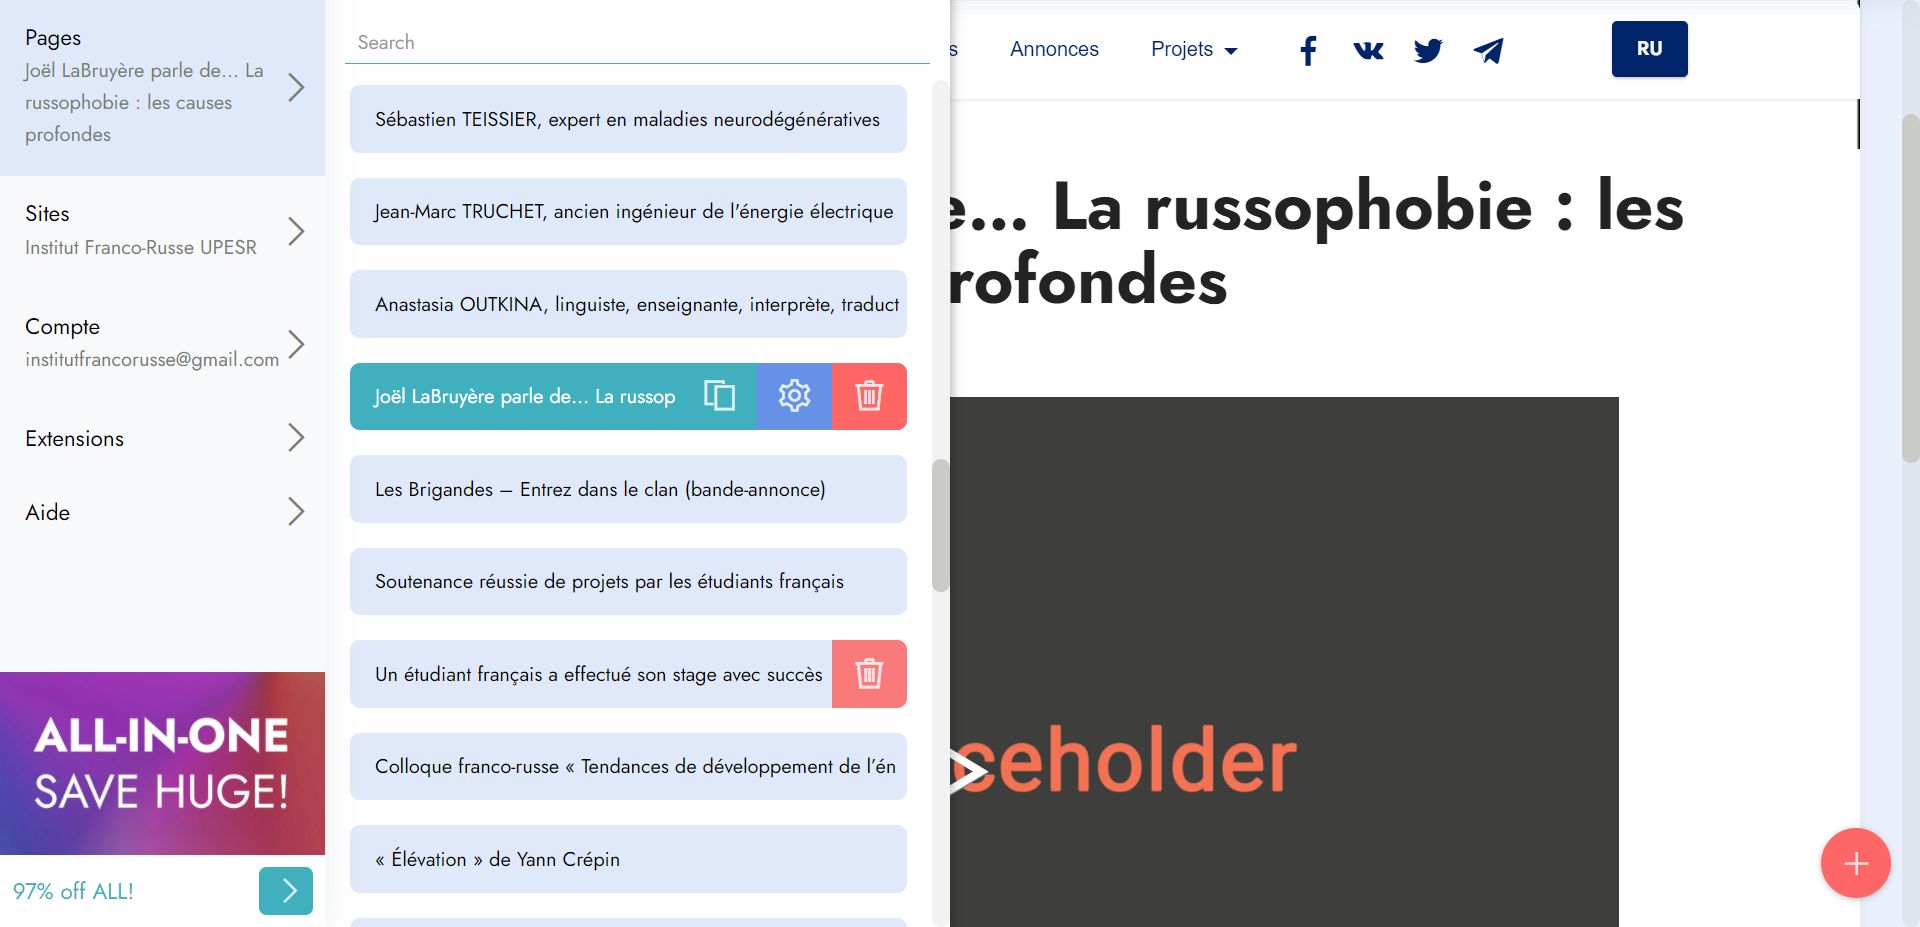 Pages
Joël LaBruyère parle de... La
russophobie : les causes
profondes
Sites
Institut Franco-Russe UPESR
Compte
institutfrancorusse@gmail.com
Extensions
Aide
ALL-IN-ONE
SAVE HUGE!
97% off ALL!
Search
Sébastien TEISSIER, expert en maladies neurodégénératives
Jean-Marc TRUCHET, ancien ingénieur de l'énergie électrique
Anastasia OUTKINA, linguiste, enseignante, interprète, traduct
Joël LaBruyère parle de... La russop
Les Brigandes – Entrez dans le clan (bande-annonce)
Soutenance réussie de projets par les étudiants français
Un étudiant français a effectué son stage avec succès
Colloque franco-russe « Tendances de développement de l’én
« Élévation » de Yann Crépin
s Annonces Projets RU
e... La russophobie : les
rofondes
ceholder